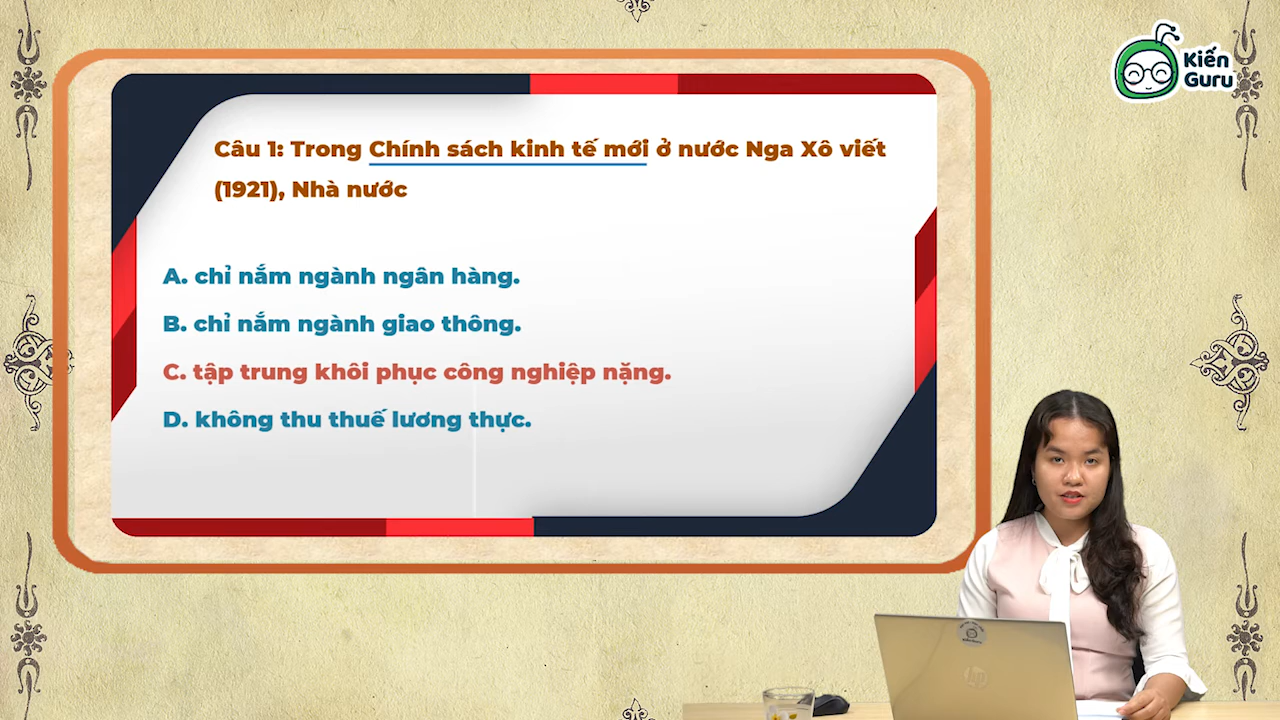 Kiến
Guru
Câu 1: Trong Chính sách kinh tế mới ở nước Nga Xô viết
(1921), Nhà nước
A. chỉ nắm ngành ngân hàng.
B. chỉ nắm ngành giao thông.
C. tập trung khôi phục công nghiệp nặng.
D. không thu thuế lương thực.
hp